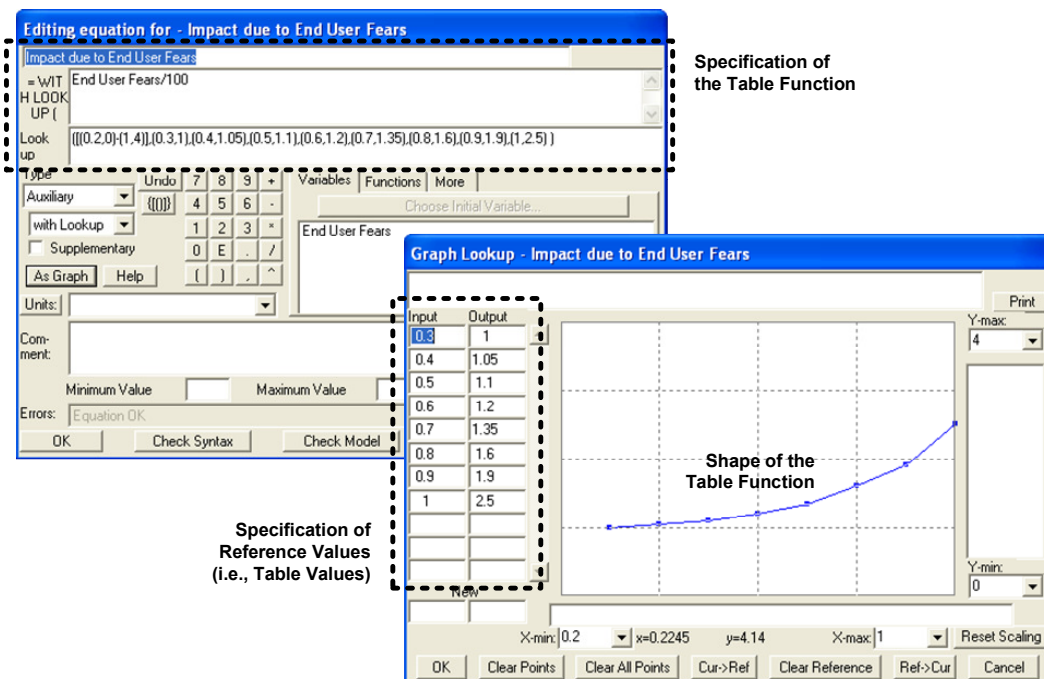 Editing equation for - Impact due to End User Fears
Impact due to End User Fears
= WIT
H LOOK
UP (
End User Fears/100
Look
up
([[(0.2,0)-(1,4)],(0.3,1),(0.4,1.05),(0.5,1.1),(0.6,1.2),(0.7,1.35),(0.8,1.6),(0.9,1.9),(1,2.5) )
Specification of
the Table Function
Type
Undo 7 8 9 +
Variables Functions More
Auxiliary
{[()]} 4 5 6 -
Choose Initial Variable...
with Lookup
1 2 3 *
End User Fears
Supplementary
0 E . /
As Graph Help ( ) , ^
Units:
Com-
ment:
Minimum Value Maximum Value
Errors: Equation OK
OK Check Syntax Check Model
Graph Lookup - Impact due to End User Fears
Print
Input Output
Y-max:
4
0.3 1
0.4 1.05
0.5 1.1
0.6 1.2
0.7 1.35
0.8 1.6
0.9 1.9
1 2.5
Shape of the
Table Function
Specification of
Reference Values
(i.e., Table Values)
Y-min:
0
New
X-min: 0.2 x=0.2245 y=4.14 X-max: 1 Reset Scaling
OK Clear Points Clear All Points Cur->Ref Clear Reference Ref->Cur Cancel